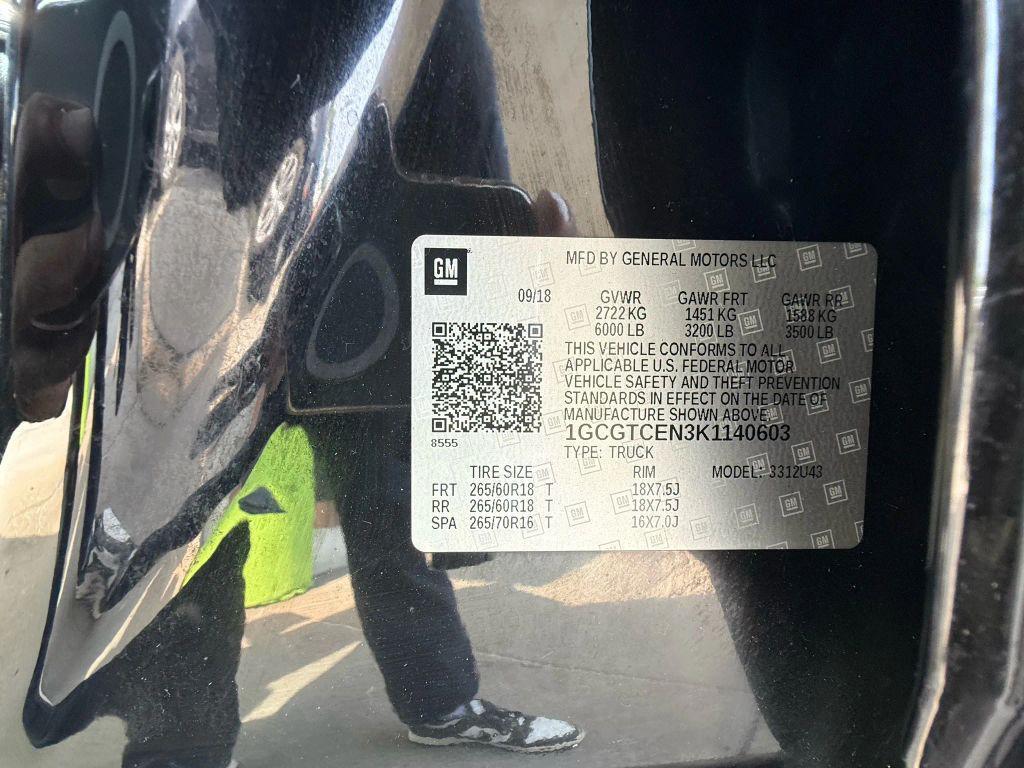 GM
MFD BY GENERAL MOTORS LLC
09/18 GVWR GAWR FRT GAWR RR
2722 KG 1451 KG 1588 KG
6000 LB 3200 LB 3500 LB
THIS VEHICLE CONFORMS TO ALL
APPLICABLE U.S. FEDERAL MOTOR
VEHICLE SAFETY AND THEFT PREVENTION
STANDARDS IN EFFECT ON THE DATE OF
MANUFACTURE SHOWN ABOVE.
8555
1GCGTCEN3K1140603
TYPE: TRUCK
TIRE SIZE RIM MODEL: 3312U43
FRT 265/60R18 T 18X7.5J
RR 265/60R18 T 18X7.5J
SPA 265/70R16 T 16X7.0J